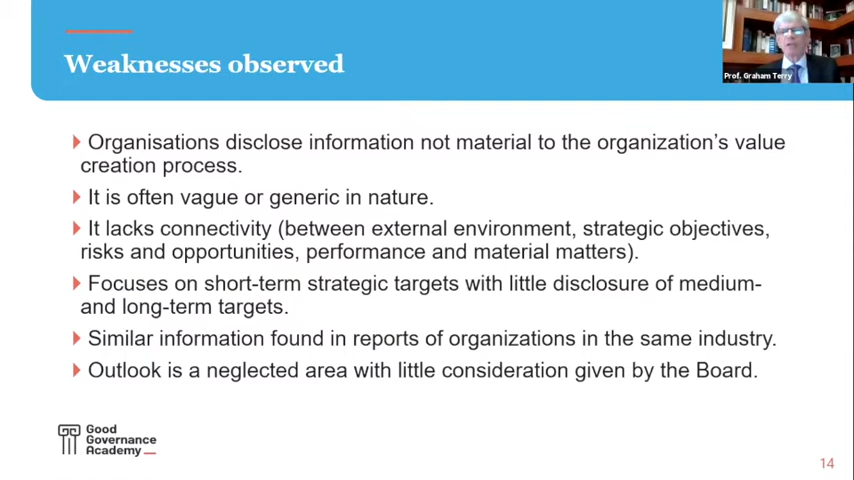 Weaknesses observed
Prof. Graham Terry
Organisations disclose information not material to the organization's value
creation process.
It is often vague or generic in nature.
It lacks connectivity (between external environment, strategic objectives,
risks and opportunities, performance and material matters).
Focuses on short-term strategic targets with little disclosure of medium-
and long-term targets.
Similar information found in reports of organizations in the same industry.
Outlook is a neglected area with little consideration given by the Board.
Good
Governance
Academy
14